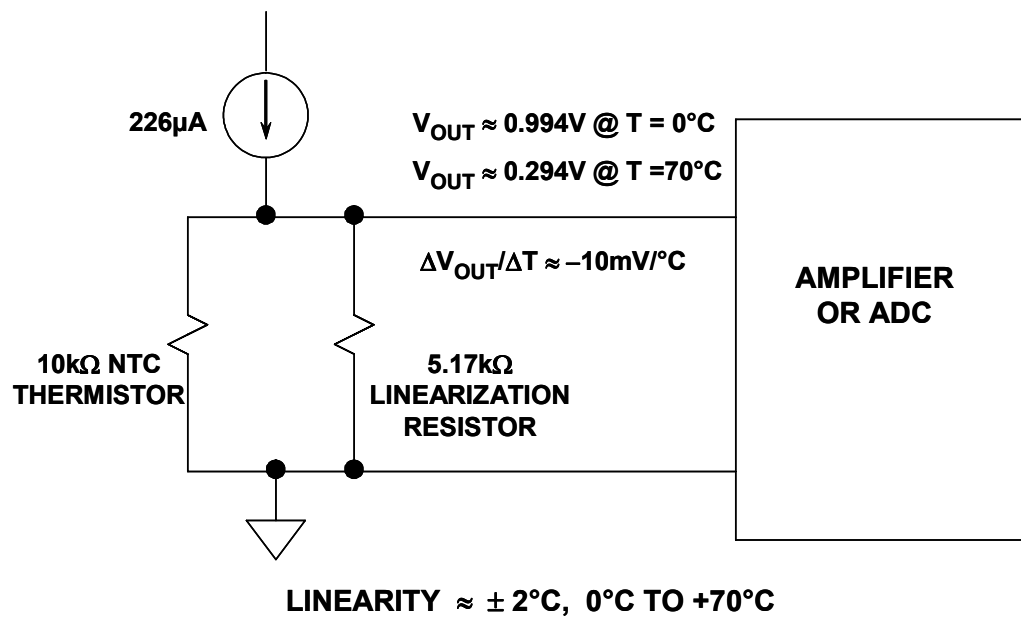 226µA
V_OUT ≈ 0.994V @ T = 0°C
V_OUT ≈ 0.294V @ T =70°C
ΔV_OUT/ΔT ≈ –10mV/°C
AMPLIFIER
OR ADC
10kΩ NTC
THERMISTOR
5.17kΩ
LINEARIZATION
RESISTOR
LINEARITY ≈ ± 2°C, 0°C TO +70°C